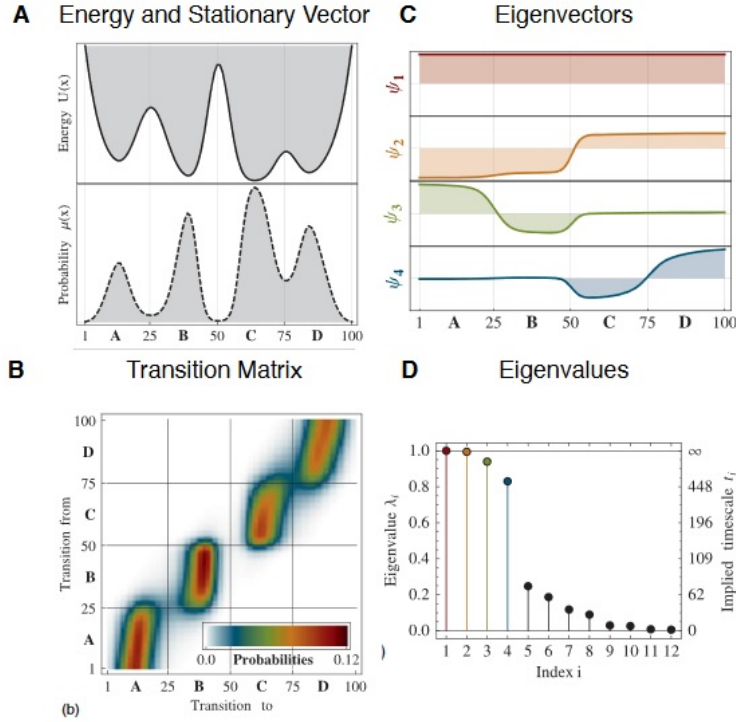 A Energy and Stationary Vector
Energy U(x)
Probability μ(x)
1 A 25 B 50 C 75 D 100
C Eigenvectors
ψ1
ψ2
ψ3
ψ4
1 A 25 B 50 C 75 D 100
B Transition Matrix
Transition from
100
D
75
C
50
B
25
A
1
0.0 Probabilities 0.12
1 A 25 B 50 C 75 D 100
(b) Transition to
D Eigenvalues
Eigenvalue λi
1.0
0.8
0.6
0.4
0.2
0.0
∞
448
196
109
62
0
Implied timescale ti
)
1 2 3 4 5 6 7 8 9 10 11 12
Index i